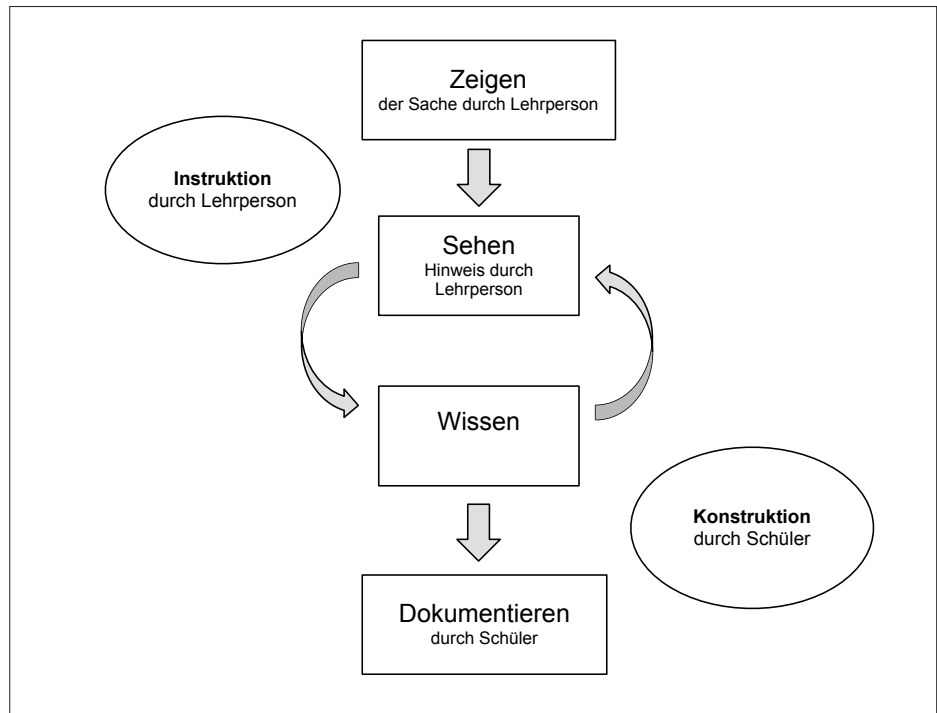 Zeigen
der Sache durch Lehrperson
Instruktion
durch Lehrperson
Sehen
Hinweis durch
Lehrperson
Wissen
Konstruktion
durch Schüler
Dokumentieren
durch Schüler